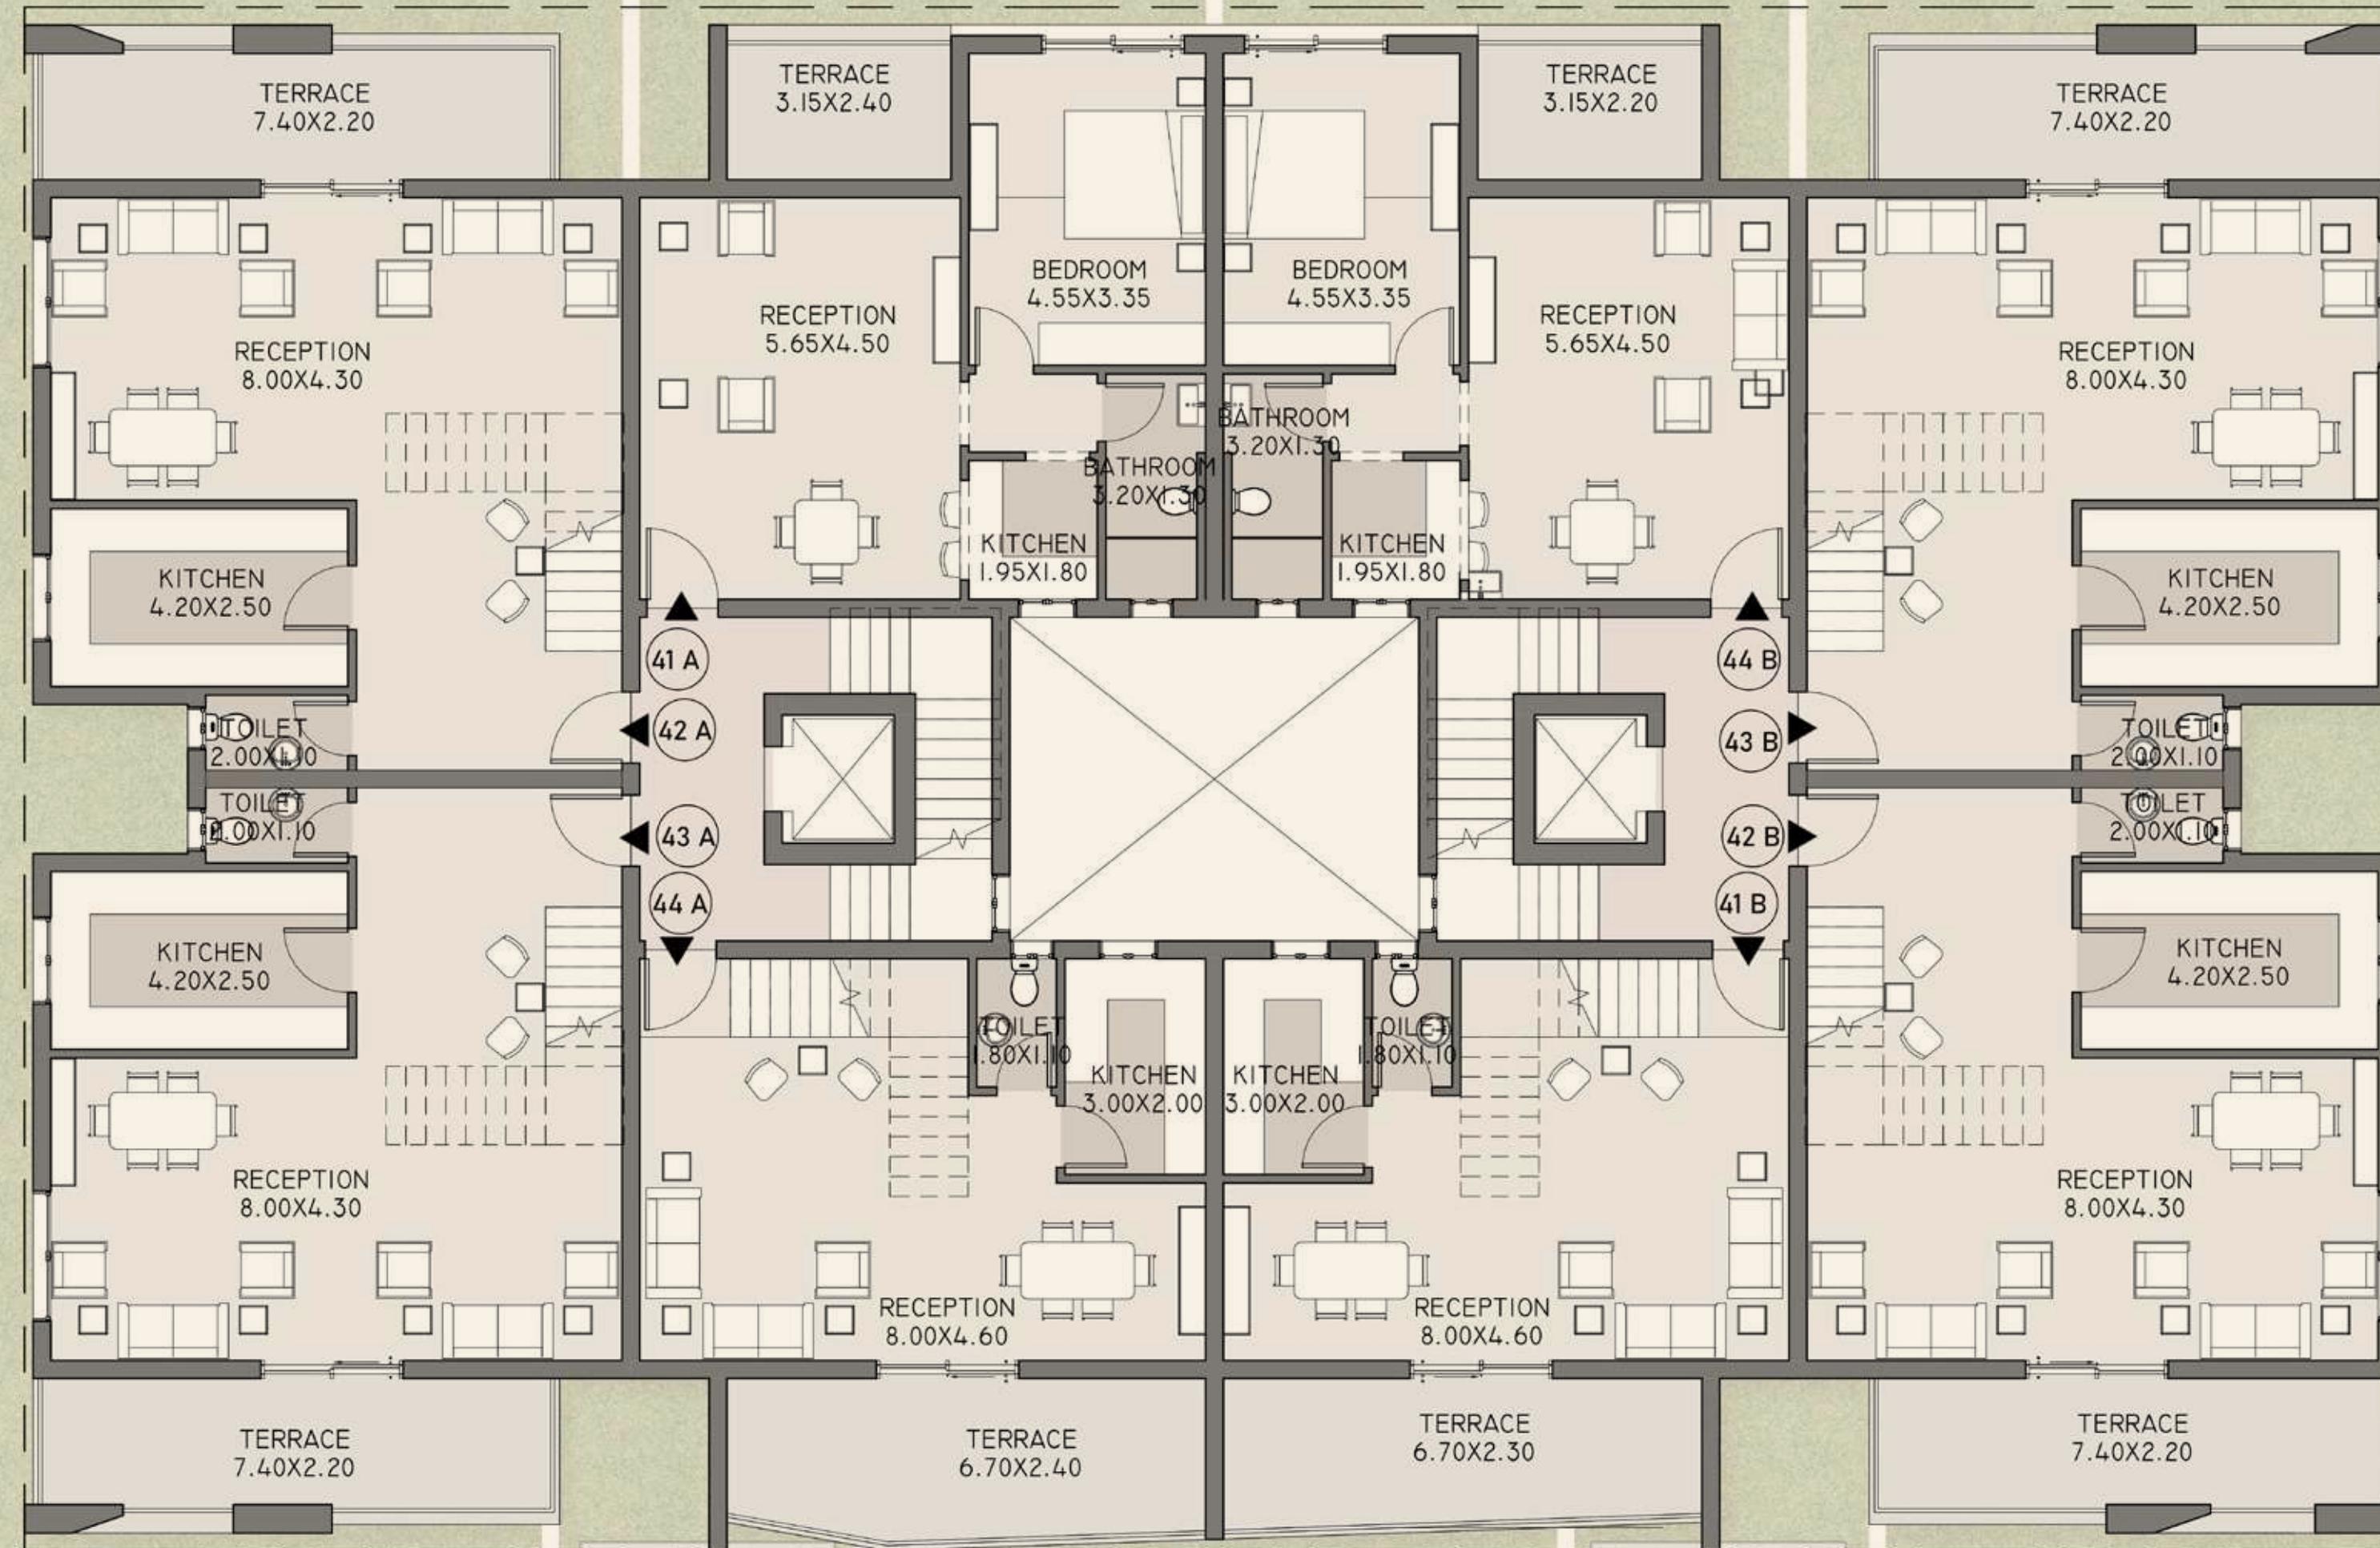 TERRACE
7.40X2.20
TERRACE
3.15X2.40
TERRACE
3.15X2.20
TERRACE
7.40X2.20
BEDROOM
4.55X3.35
BEDROOM
4.55X3.35
RECEPTION
5.65X4.50
RECEPTION
5.65X4.50
RECEPTION
8.00X4.30
RECEPTION
8.00X4.30
BATHROOM
3.20X1.30
BATHROOM
3.20X1.30
KITCHEN
1.95X1.80
KITCHEN
1.95X1.80
KITCHEN
4.20X2.50
KITCHEN
4.20X2.50
41 A
44 B
42 A
43 B
TOILET
2.00X1.10
TOILET
2.00X1.10
TOILET
2.00X1.10
TOILET
2.00X1.10
43 A
42 B
44 A
41 B
KITCHEN
4.20X2.50
KITCHEN
4.20X2.50
TOILET
1.80X1.10
TOILET
1.80X1.10
KITCHEN
3.00X2.00
KITCHEN
3.00X2.00
RECEPTION
8.00X4.30
RECEPTION
8.00X4.30
RECEPTION
8.00X4.60
RECEPTION
8.00X4.60
TERRACE
7.40X2.20
TERRACE
6.70X2.40
TERRACE
6.70X2.30
TERRACE
7.40X2.20